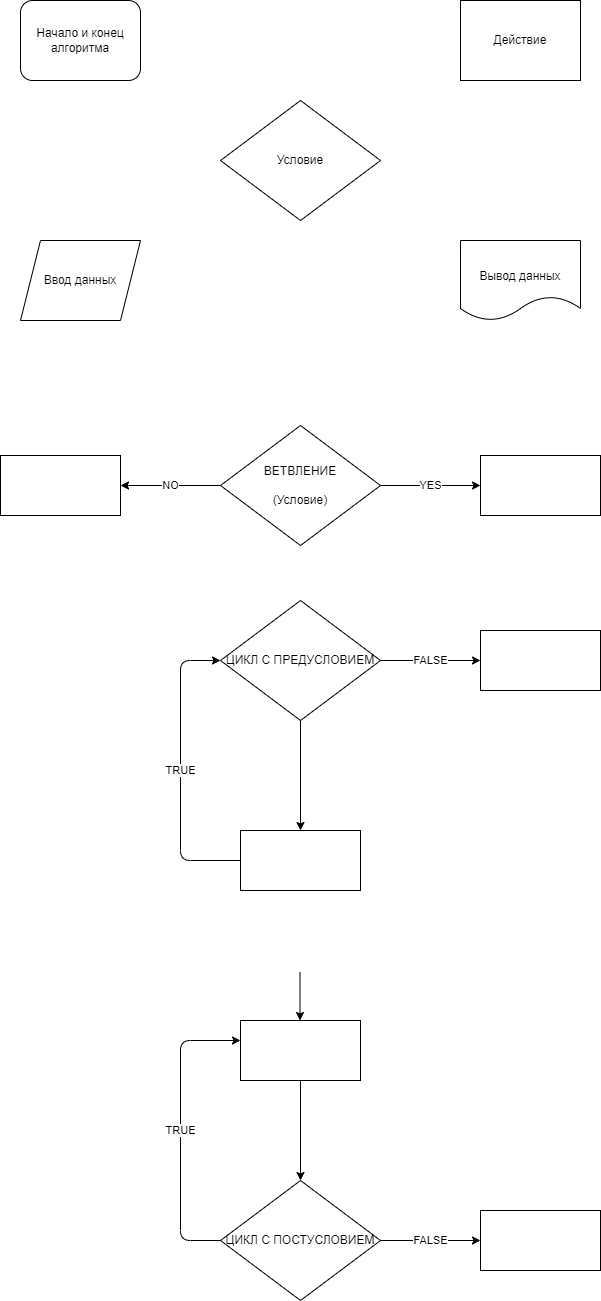 Начало и конец
алгоритма
Действие
Условие
Ввод данных
Вывод данных
ВЕТВЛЕНИЕ
(Условие)
NO
YES
ЦИКЛ С ПРЕДУСЛОВИЕМ
FALSE
TRUE
TRUE
ЦИКЛ С ПОСТУСЛОВИЕМ
FALSE